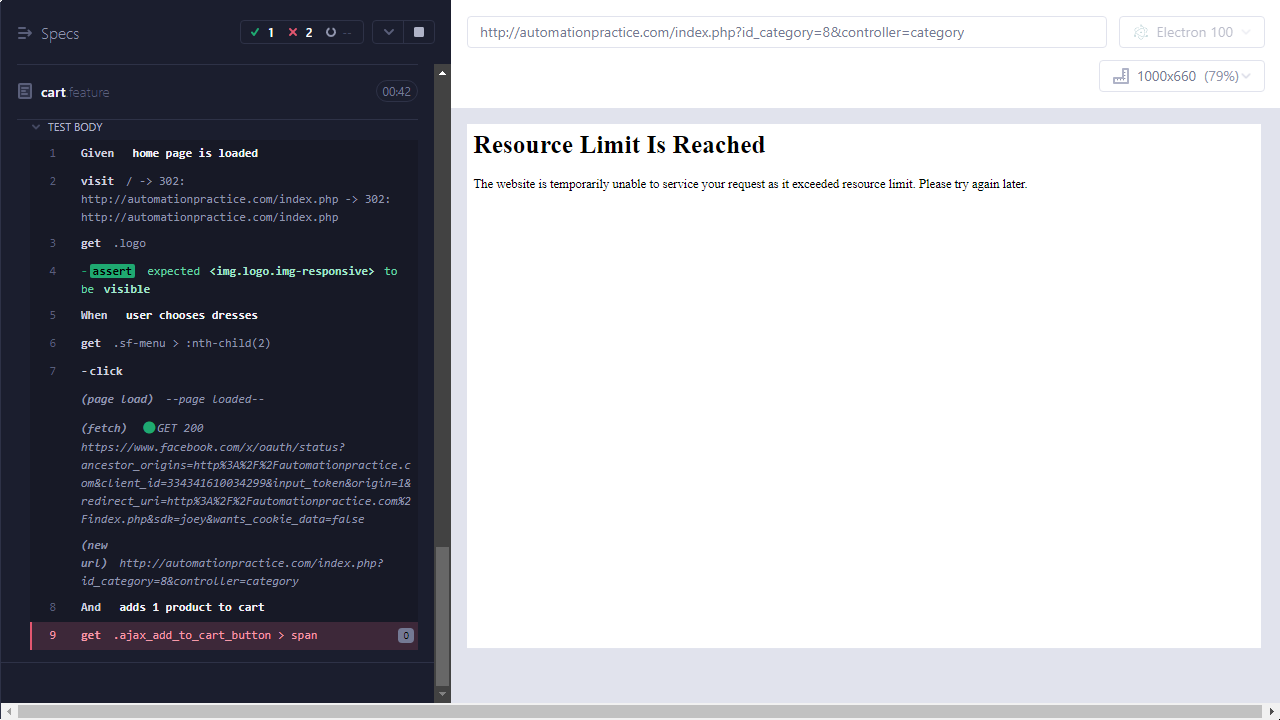 Specs
1 2 --
cart.feature 00:42
TEST BODY
1 Given home page is loaded
2 visit / -> 302:
http://automationpractice.com/index.php -> 302:
http://automationpractice.com/index.php
3 get .logo
4 -assert expected <img.logo.img-responsive> to
be visible
5 When user chooses dresses
6 get .sf-menu > :nth-child(2)
7 -click
(page load) --page loaded--
(fetch) GET 200
https://www.facebook.com/x/oauth/status?
ancestor_origins=http%3A%2F%2Fautomationpractice.c
om&client_id=334341610034299&input_token&origin=1&
redirect_uri=http%3A%2F%2Fautomationpractice.com%2
Findex.php&sdk=joey&wants_cookie_data=false
(new
url) http://automationpractice.com/index.php?
id_category=8&controller=category
8 And adds 1 product to cart
9 get .ajax_add_to_cart_button > span 0
http://automationpractice.com/index.php?id_category=8&controller=category
Electron 100
1000x660 (79%)
Resource Limit Is Reached
The website is temporarily unable to service your request as it exceeded resource limit. Please try again later.